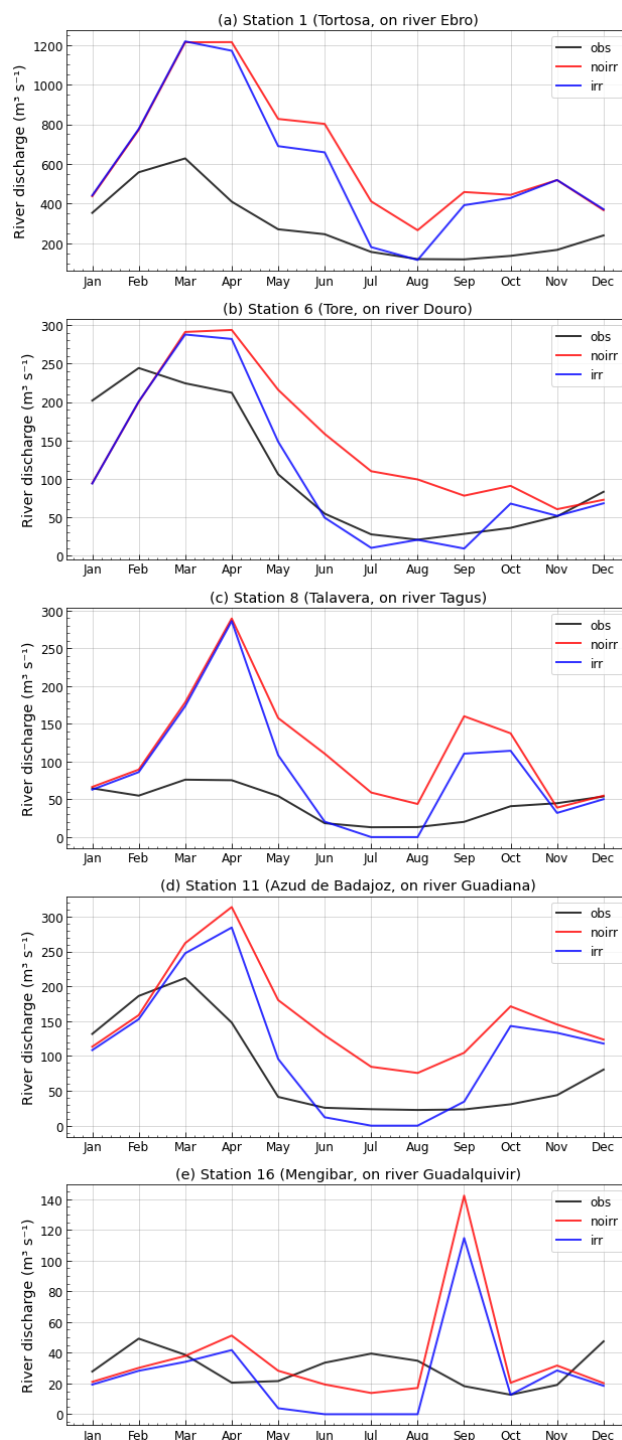 (a) Station 1 (Tortosa, on river Ebro)
River discharge (m³ s⁻¹)
1200
1000
800
600
400
200
obs
noirr
irr
Jan Feb Mar Apr May Jun Jul Aug Sep Oct Nov Dec
(b) Station 6 (Tore, on river Douro)
River discharge (m³ s⁻¹)
300
250
200
150
100
50
0
obs
noirr
irr
Jan Feb Mar Apr May Jun Jul Aug Sep Oct Nov Dec
(c) Station 8 (Talavera, on river Tagus)
River discharge (m³ s⁻¹)
300
250
200
150
100
50
0
obs
noirr
irr
Jan Feb Mar Apr May Jun Jul Aug Sep Oct Nov Dec
(d) Station 11 (Azud de Badajoz, on river Guadiana)
River discharge (m³ s⁻¹)
300
250
200
150
100
50
0
obs
noirr
irr
Jan Feb Mar Apr May Jun Jul Aug Sep Oct Nov Dec
(e) Station 16 (Mengibar, on river Guadalquivir)
River discharge (m³ s⁻¹)
140
120
100
80
60
40
20
0
obs
noirr
irr
Jan Feb Mar Apr May Jun Jul Aug Sep Oct Nov Dec